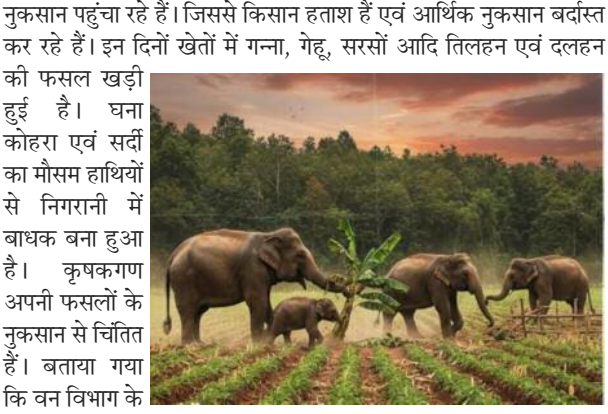 नुकसान पहुंचा रहे हैं। जिससे किसान हताश हैं एवं आर्थिक नुकसान बर्दास्त
कर रहे हैं। इन दिनों खेतों में गन्ना, गेहू, सरसों आदि तिलहन एवं दलहन
की फसल खड़ी
हुई है। घना
कोहरा एवं सर्दी
का मौसम हाथियों
से निगरानी में
बाधक बना हुआ
है। कृषकगण
अपनी फसलों के
नुकसान से चिंतित
हैं। बताया गया
कि वन विभाग के